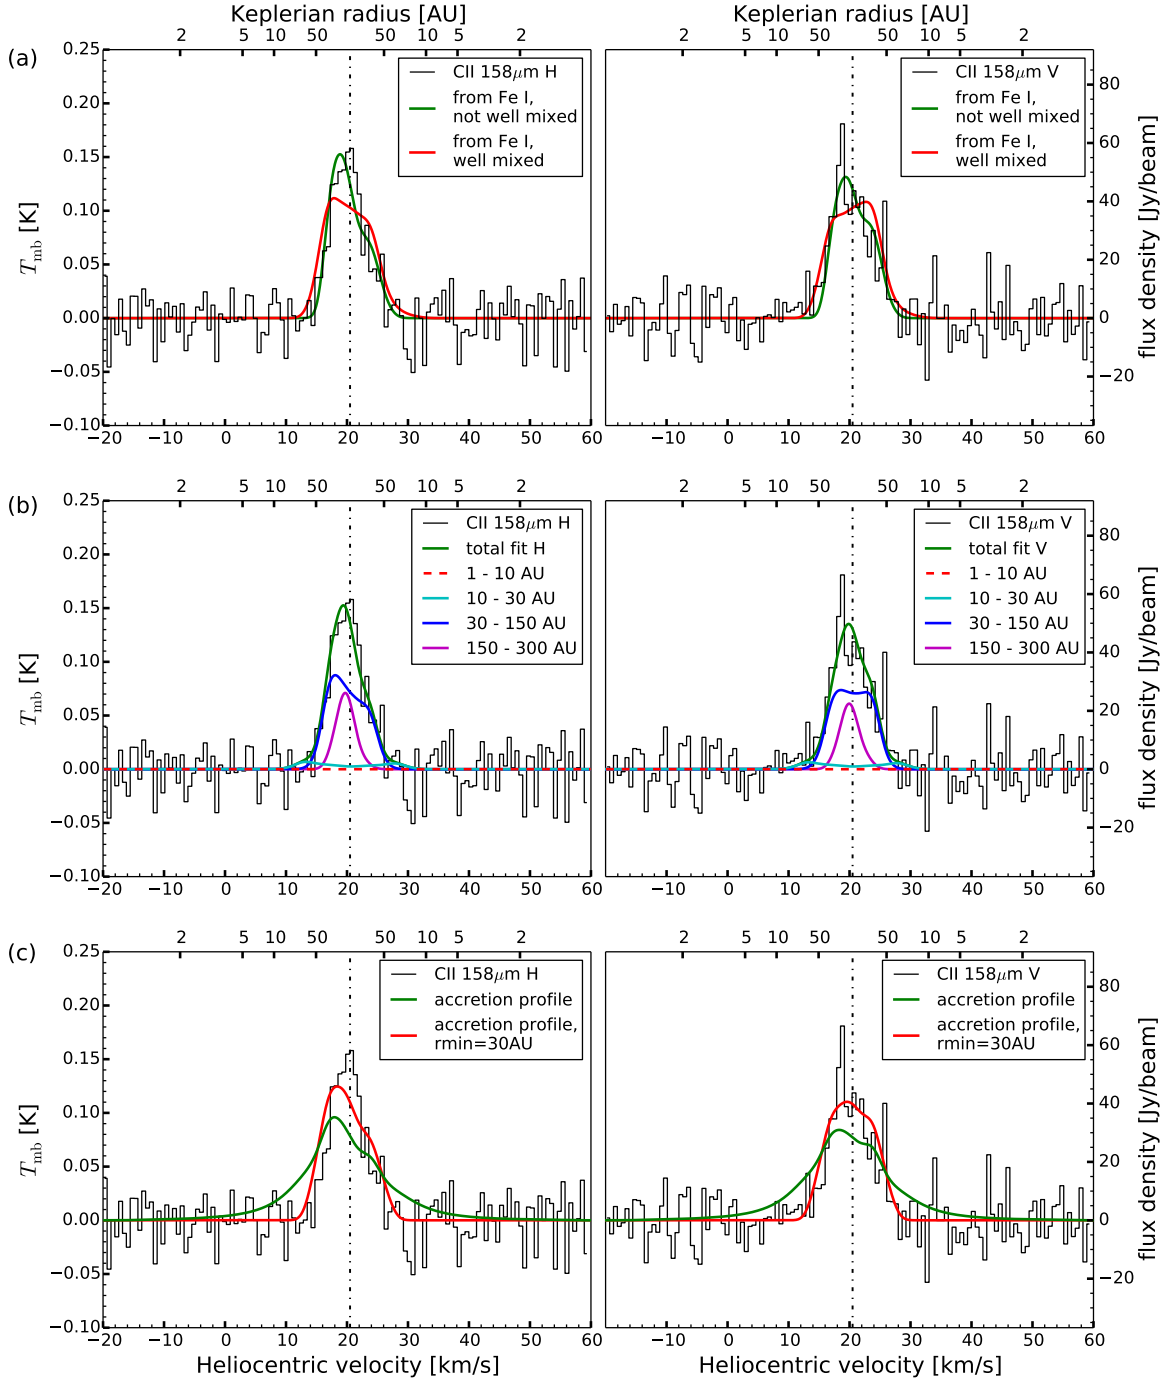 Keplerian radius [AU]
Keplerian radius [AU]
2 5 10 50 50 10 5 2
2 5 10 50 50 10 5 2
(a)
0.25
0.20
0.15
0.10
0.05
0.00
−0.05
−0.10
T_mb [K]
CII 158μm H
from Fe I,
not well mixed
from Fe I,
well mixed
CII 158μm V
from Fe I,
not well mixed
from Fe I,
well mixed
80
60
40
20
0
−20
flux density [Jy/beam]
−20 −10 0 10 20 30 40 50 60
−10 0 10 20 30 40 50 60
2 5 10 50 50 10 5 2
2 5 10 50 50 10 5 2
(b)
0.25
0.20
0.15
0.10
0.05
0.00
−0.05
−0.10
T_mb [K]
CII 158μm H
total fit H
1 - 10 AU
10 - 30 AU
30 - 150 AU
150 - 300 AU
CII 158μm V
total fit V
1 - 10 AU
10 - 30 AU
30 - 150 AU
150 - 300 AU
80
60
40
20
0
−20
flux density [Jy/beam]
−20 −10 0 10 20 30 40 50 60
−10 0 10 20 30 40 50 60
2 5 10 50 50 10 5 2
2 5 10 50 50 10 5 2
(c)
0.25
0.20
0.15
0.10
0.05
0.00
−0.05
−0.10
T_mb [K]
CII 158μm H
accretion profile
accretion profile,
rmin=30AU
CII 158μm V
accretion profile
accretion profile,
rmin=30AU
80
60
40
20
0
−20
flux density [Jy/beam]
−20 −10 0 10 20 30 40 50 60
−10 0 10 20 30 40 50 60
Heliocentric velocity [km/s]
Heliocentric velocity [km/s]